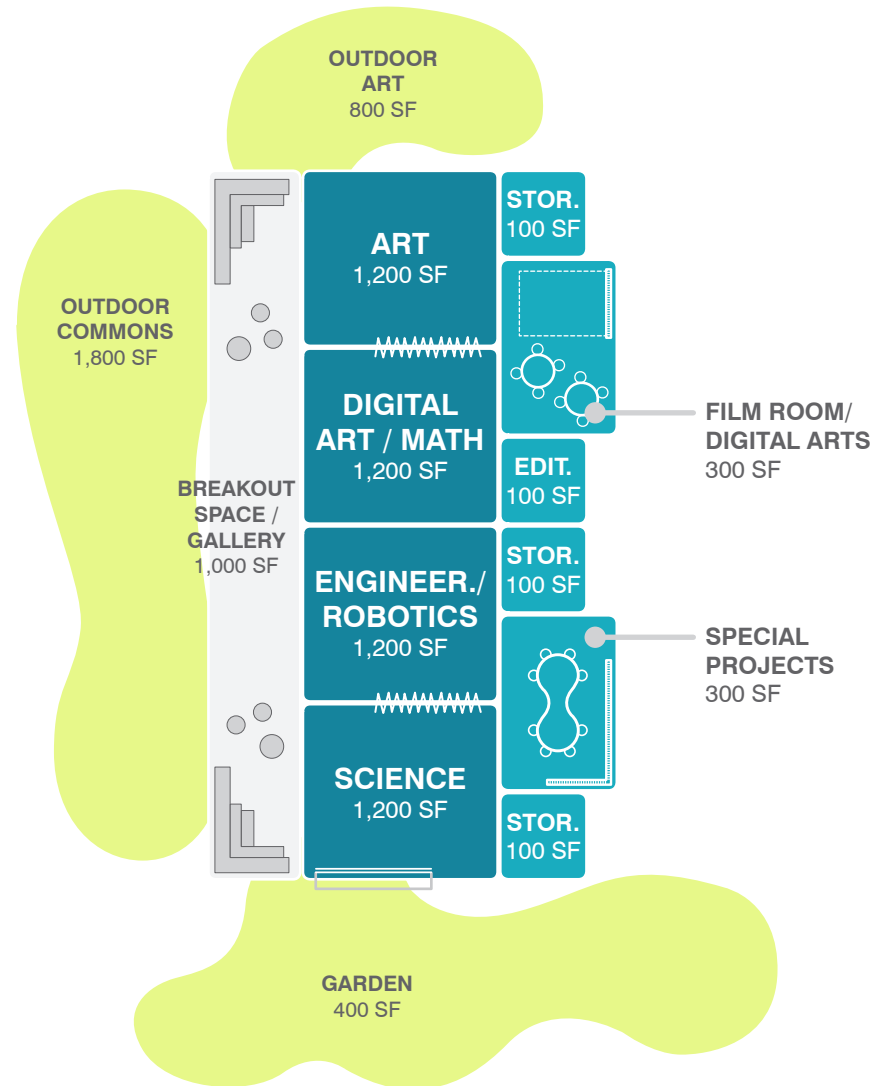 OUTDOOR
ART
800 SF
STOR.
100 SF
ART
1,200 SF
OUTDOOR
COMMONS
1,800 SF
DIGITAL
ART / MATH
1,200 SF
FILM ROOM/
DIGITAL ARTS
300 SF
EDIT.
100 SF
BREAKOUT
SPACE /
GALLERY
1,000 SF
STOR.
100 SF
ENGINEER./
ROBOTICS
1,200 SF
SPECIAL
PROJECTS
300 SF
SCIENCE
1,200 SF
STOR.
100 SF
GARDEN
400 SF